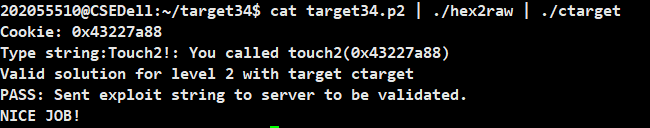 202055510@CSEDell:~/target34$ cat target34.p2 | ./hex2raw | ./ctarget
Cookie: 0x43227a88
Type string:Touch2!: You called touch2(0x43227a88)
Valid solution for level 2 with target ctarget
PASS: Sent exploit string to server to be validated.
NICE JOB!